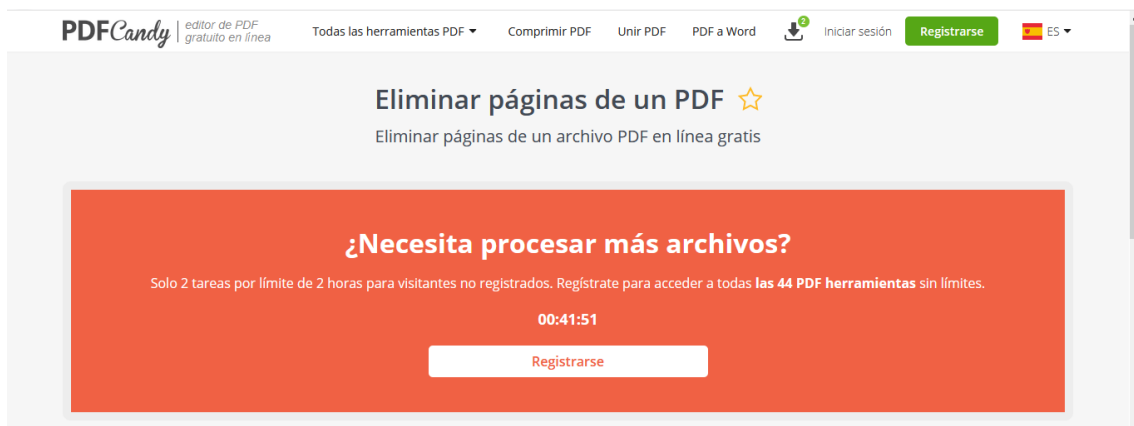 PDFCandy | editor de PDF
gratuito en línea
Todas las herramientas PDF
Comprimir PDF
Unir PDF
PDF a Word
2
Iniciar sesión
Registrarse
ES
Eliminar páginas de un PDF
Eliminar páginas de un archivo PDF en línea gratis
¿Necesita procesar más archivos?
Solo 2 tareas por límite de 2 horas para visitantes no registrados. Regístrate para acceder a todas las 44 PDF herramientas sin límites.
00:41:51
Registrarse